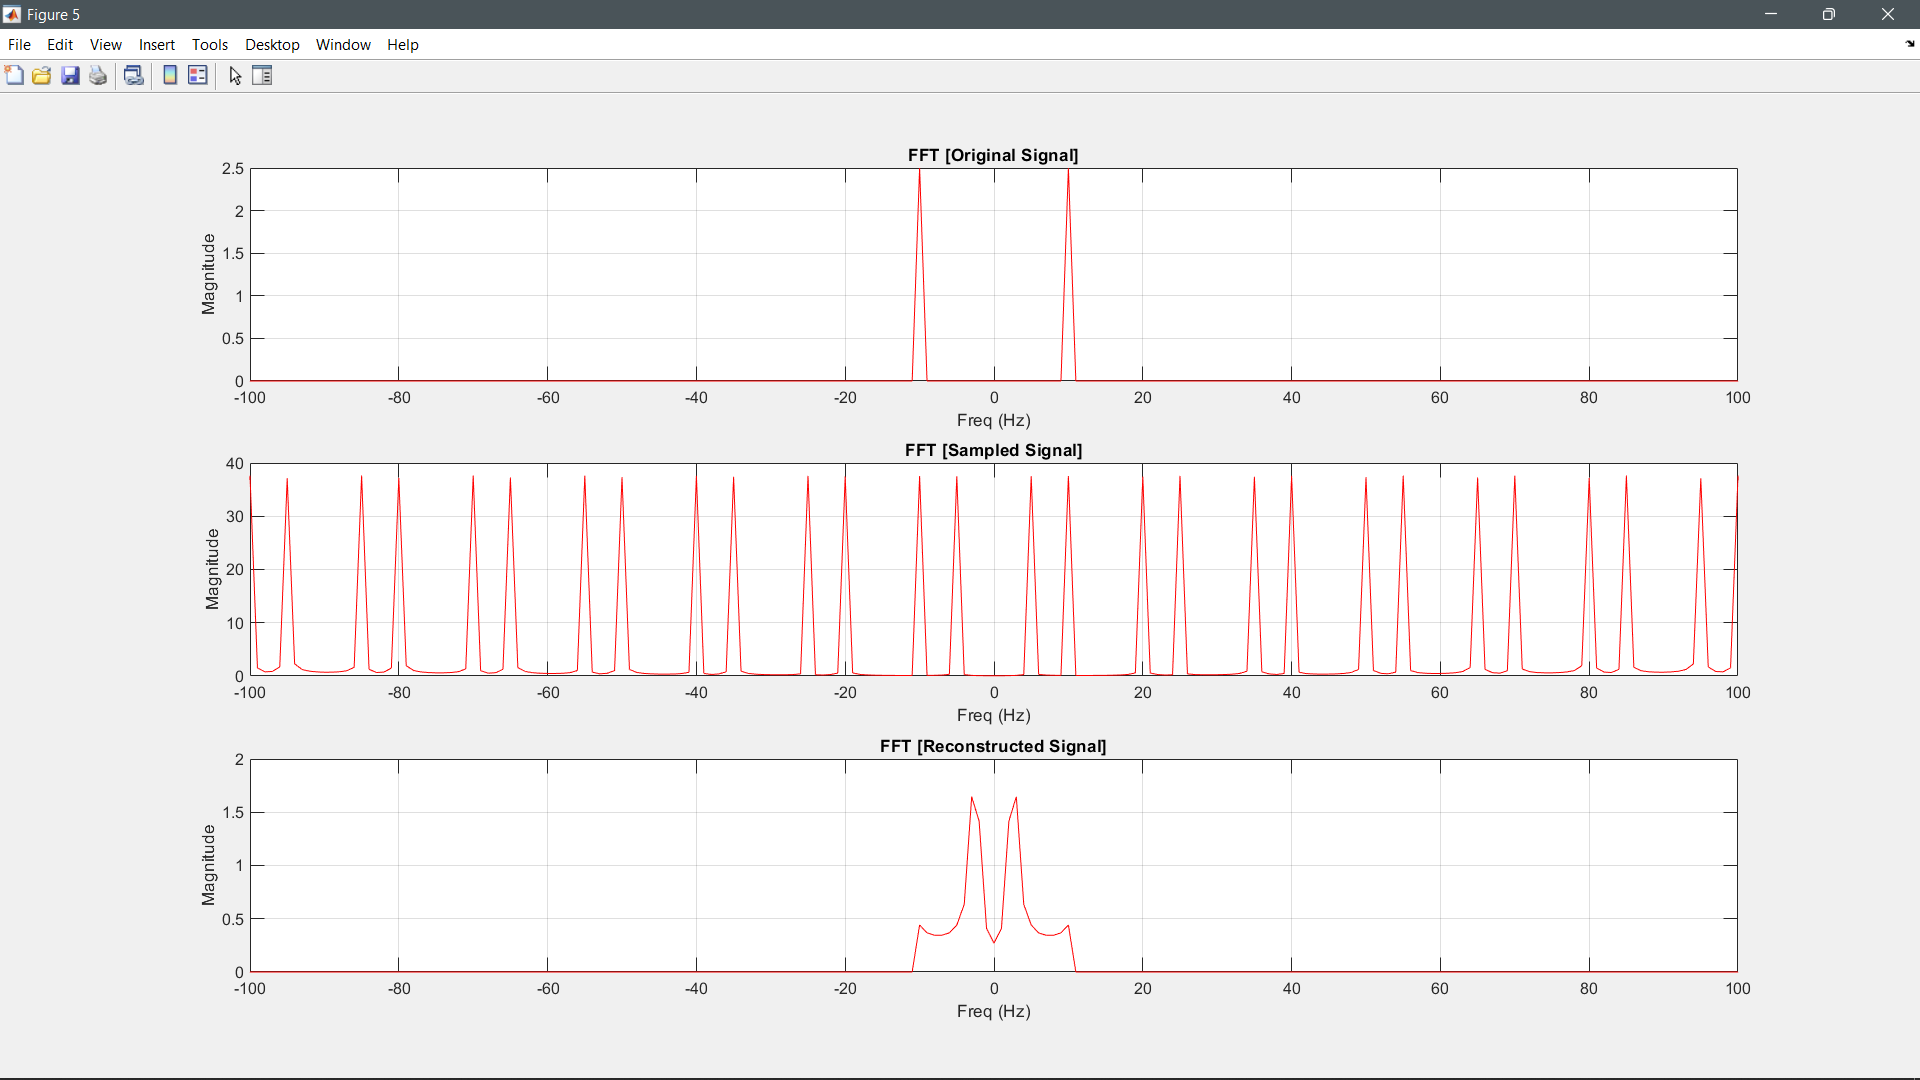 Figure 5
File Edit View Insert Tools Desktop Window Help
FFT [Original Signal]
2.5
2
1.5
1
0.5
0
Magnitude
-100 -80 -60 -40 -20 0 20 40 60 80 100
Freq (Hz)
FFT [Sampled Signal]
40
30
20
10
0
Magnitude
-100 -80 -60 -40 -20 0 20 40 60 80 100
Freq (Hz)
FFT [Reconstructed Signal]
2
1.5
1
0.5
0
Magnitude
-100 -80 -60 -40 -20 0 20 40 60 80 100
Freq (Hz)